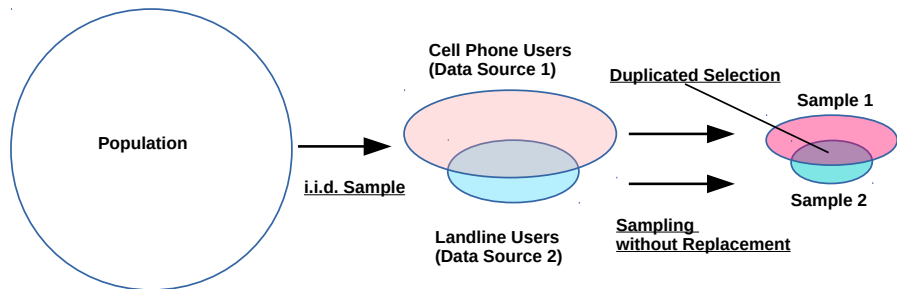 Population
i.i.d. Sample
Cell Phone Users
(Data Source 1)
Landline Users
(Data Source 2)
Duplicated Selection
Sampling
without Replacement
Sample 1
Sample 2